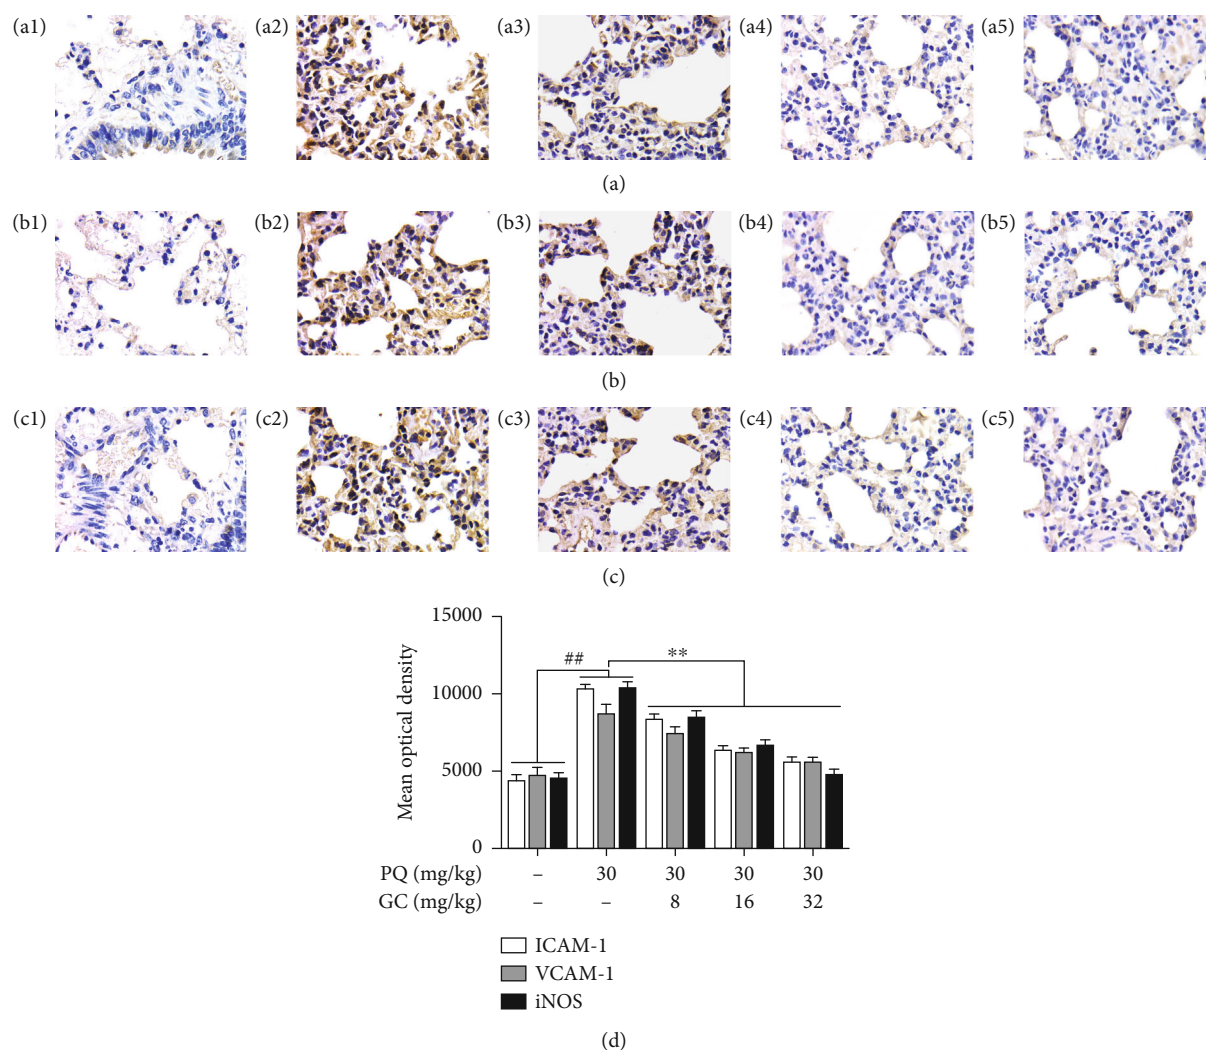 (a1) (a2) (a3) (a4) (a5)
(a)
(b1) (b2) (b3) (b4) (b5)
(b)
(c1) (c2) (c3) (c4) (c5)
(c)
15000
10000
5000
0
Mean optical density
##
**
PQ (mg/kg) – 30 30 30 30
GC (mg/kg) – – 8 16 32
ICAM-1
VCAM-1
iNOS
(d)